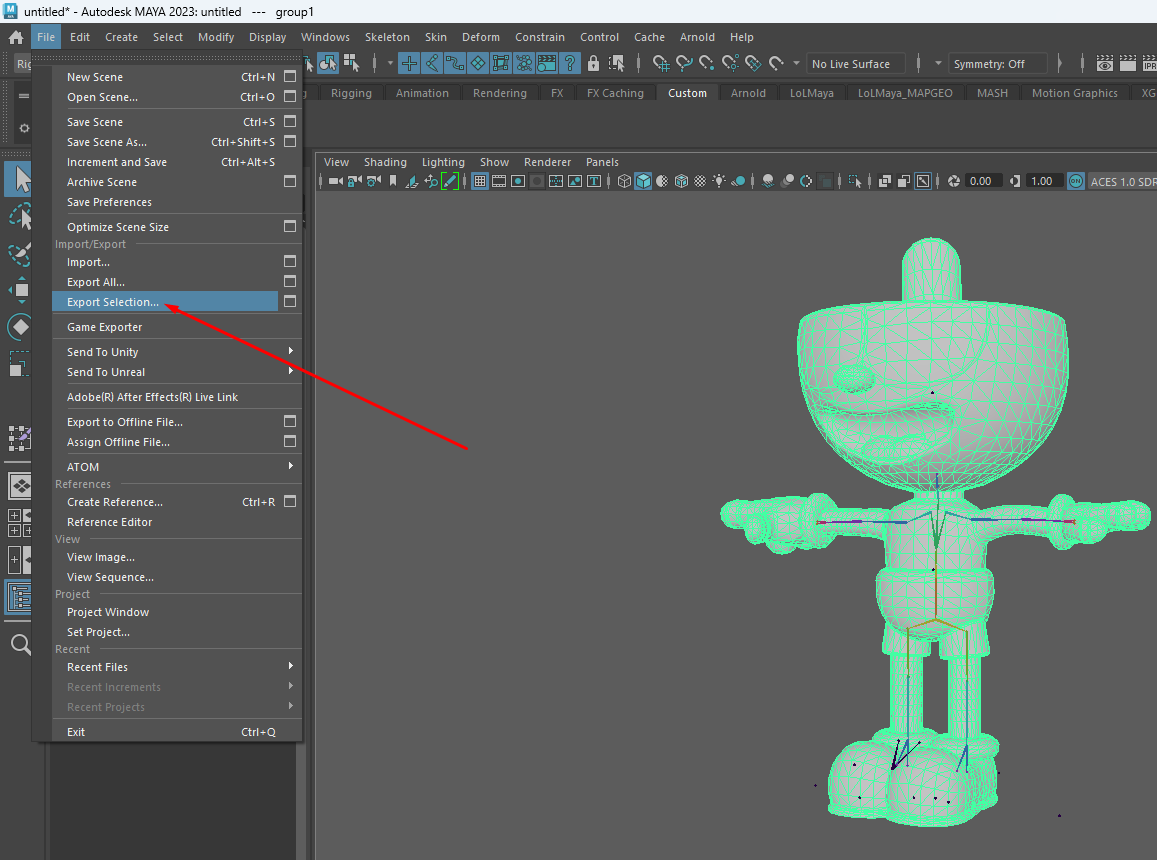 untitled* - Autodesk MAYA 2023: untitled --- group1
File Edit Create Select Modify Display Windows Skeleton Skin Deform Constrain Control Cache Arnold Help
No Live Surface Symmetry: Off IPR
Rigging Animation Rendering FX FX Caching Custom Arnold LoLMaya LoLMaya_MAPGEO MASH Motion Graphics XG
View Shading Lighting Show Renderer Panels
0.00 1.00 ON ACES 1.0 SDR
New Scene Ctrl+N
Open Scene... Ctrl+O
Save Scene Ctrl+S
Save Scene As... Ctrl+Shift+S
Increment and Save Ctrl+Alt+S
Archive Scene
Save Preferences
Optimize Scene Size
Import/Export
Import...
Export All...
Export Selection...
Game Exporter
Send To Unity
Send To Unreal
Adobe(R) After Effects(R) Live Link
Export to Offline File...
Assign Offline File...
ATOM
References
Create Reference... Ctrl+R
Reference Editor
View
View Image...
View Sequence...
Project
Project Window
Set Project...
Recent
Recent Files
Recent Increments
Recent Projects
Exit Ctrl+Q